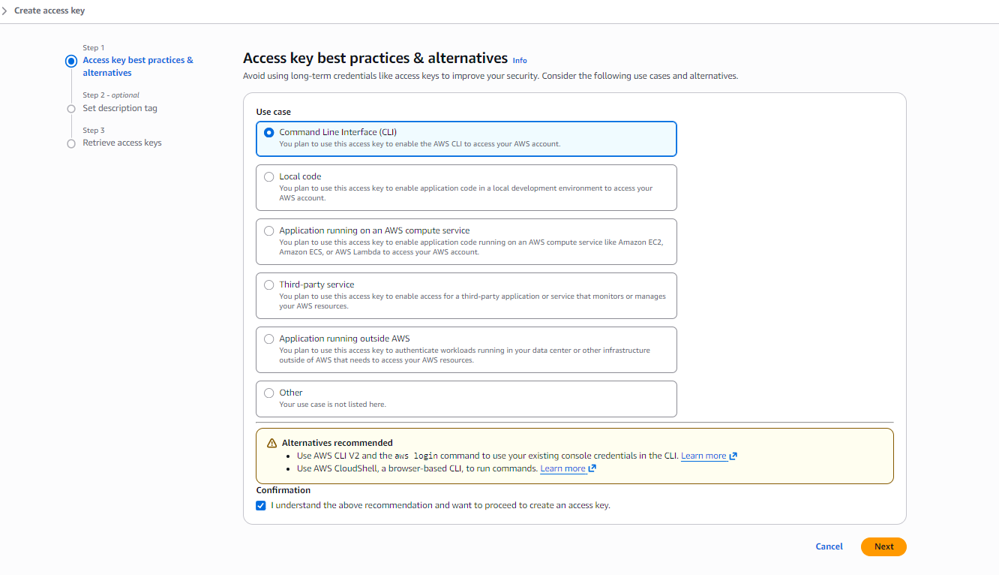 Create access key
Step 1
Access key best practices &
alternatives
Step 2 - optional
Set description tag
Step 3
Retrieve access keys
Access key best practices & alternatives Info
Avoid using long-term credentials like access keys to improve your security. Consider the following use cases and alternatives.
Use case
Command Line Interface (CLI)
You plan to use this access key to enable the AWS CLI to access your AWS account.
Local code
You plan to use this access key to enable application code in a local development environment to access your
AWS account.
Application running on an AWS compute service
You plan to use this access key to enable application code running on an AWS compute service like Amazon EC2,
Amazon ECS, or AWS Lambda to access your AWS account.
Third-party service
You plan to use this access key to enable access for a third-party application or service that monitors or manages
your AWS resources.
Application running outside AWS
You plan to use this access key to authenticate workloads running in your data center or other infrastructure
outside of AWS that needs to access your AWS resources.
Other
Your use case is not listed here.
Alternatives recommended
• Use AWS CLI V2 and the aws login command to use your existing console credentials in the CLI. Learn more
• Use AWS CloudShell, a browser-based CLI, to run commands. Learn more
Confirmation
I understand the above recommendation and want to proceed to create an access key.
Cancel
Next